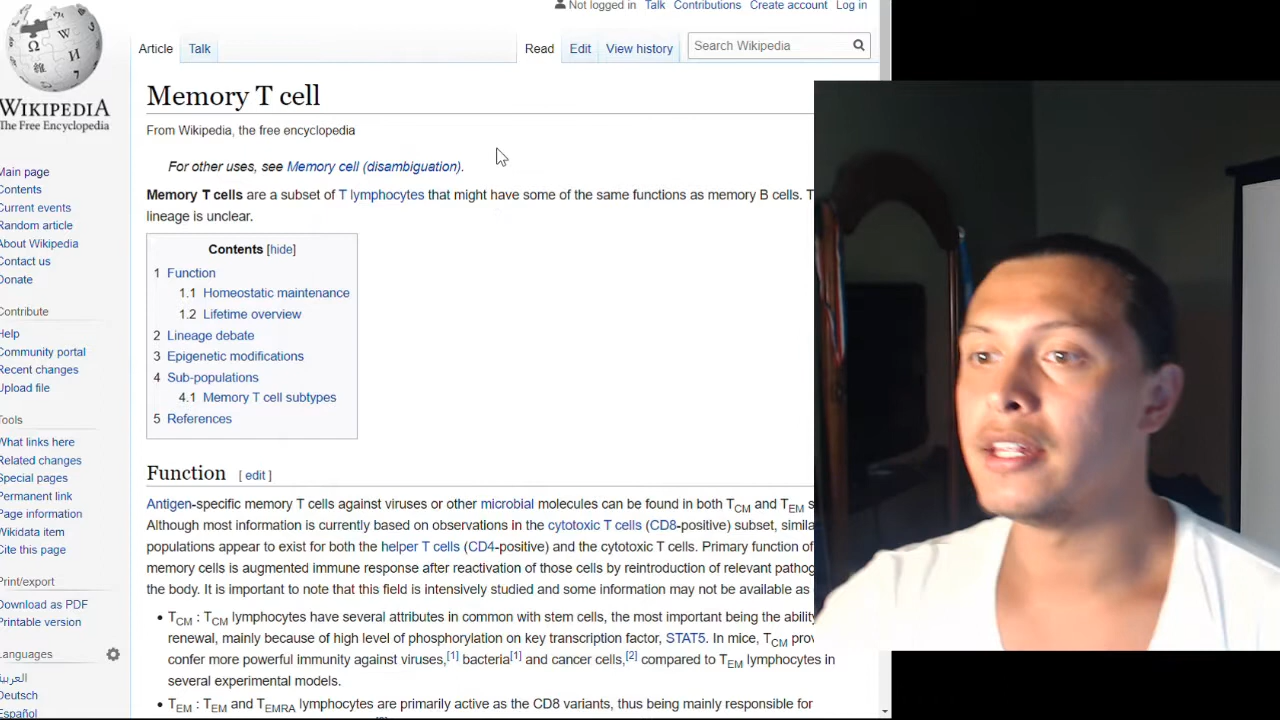 Not logged in Talk Contributions Create account Log in
Article Talk Read Edit View history Search Wikipedia
WIKIPEDIA
The Free Encyclopedia
Main page
Contents
Current events
Random article
About Wikipedia
Contact us
Donate
Contribute
Help
Community portal
Recent changes
Upload file
Tools
What links here
Related changes
Special pages
Permanent link
Page information
Wikidata item
Cite this page
Print/export
Download as PDF
Printable version
Languages
العربية
Deutsch
Español
Memory T cell
From Wikipedia, the free encyclopedia
For other uses, see Memory cell (disambiguation).
Memory T cells are a subset of T lymphocytes that might have some of the same functions as memory B cells. T
lineage is unclear.
Contents [hide]
1 Function
1.1 Homeostatic maintenance
1.2 Lifetime overview
2 Lineage debate
3 Epigenetic modifications
4 Sub-populations
4.1 Memory T cell subtypes
5 References
Function [ edit ]
Antigen-specific memory T cells against viruses or other microbial molecules can be found in both TCM and TEM s
Although most information is currently based on observations in the cytotoxic T cells (CD8-positive) subset, simila
populations appear to exist for both the helper T cells (CD4-positive) and the cytotoxic T cells. Primary function of
memory cells is augmented immune response after reactivation of those cells by reintroduction of relevant pathog
the body. It is important to note that this field is intensively studied and some information may not be available as
• TCM : TCM lymphocytes have several attributes in common with stem cells, the most important being the ability
renewal, mainly because of high level of phosphorylation on key transcription factor, STAT5. In mice, TCM prov
confer more powerful immunity against viruses,[1] bacteria[1] and cancer cells,[2] compared to TEM lymphocytes in
several experimental models.
• TEM : TEM and TEMRA lymphocytes are primarily active as the CD8 variants, thus being mainly responsible for